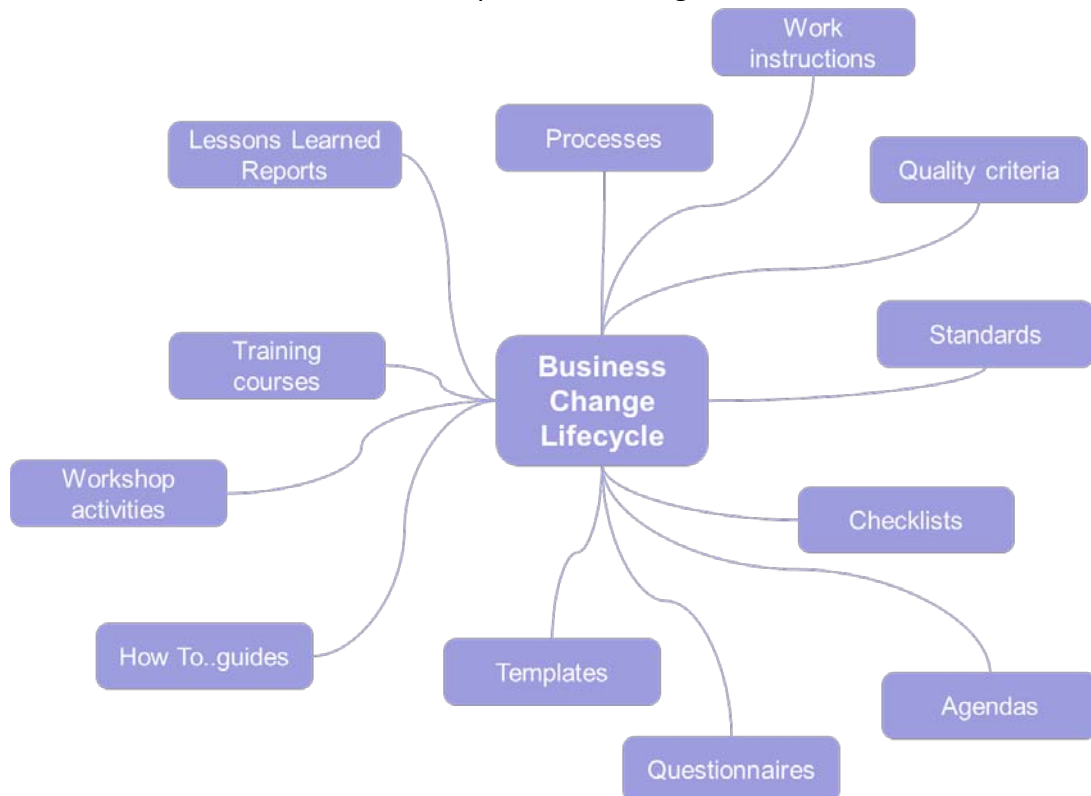 Work
instructions
Processes
Lessons Learned
Reports
Quality criteria
Standards
Training
courses
Business
Change
Lifecycle
Workshop
activities
Checklists
How To..guides
Templates
Agendas
Questionnaires